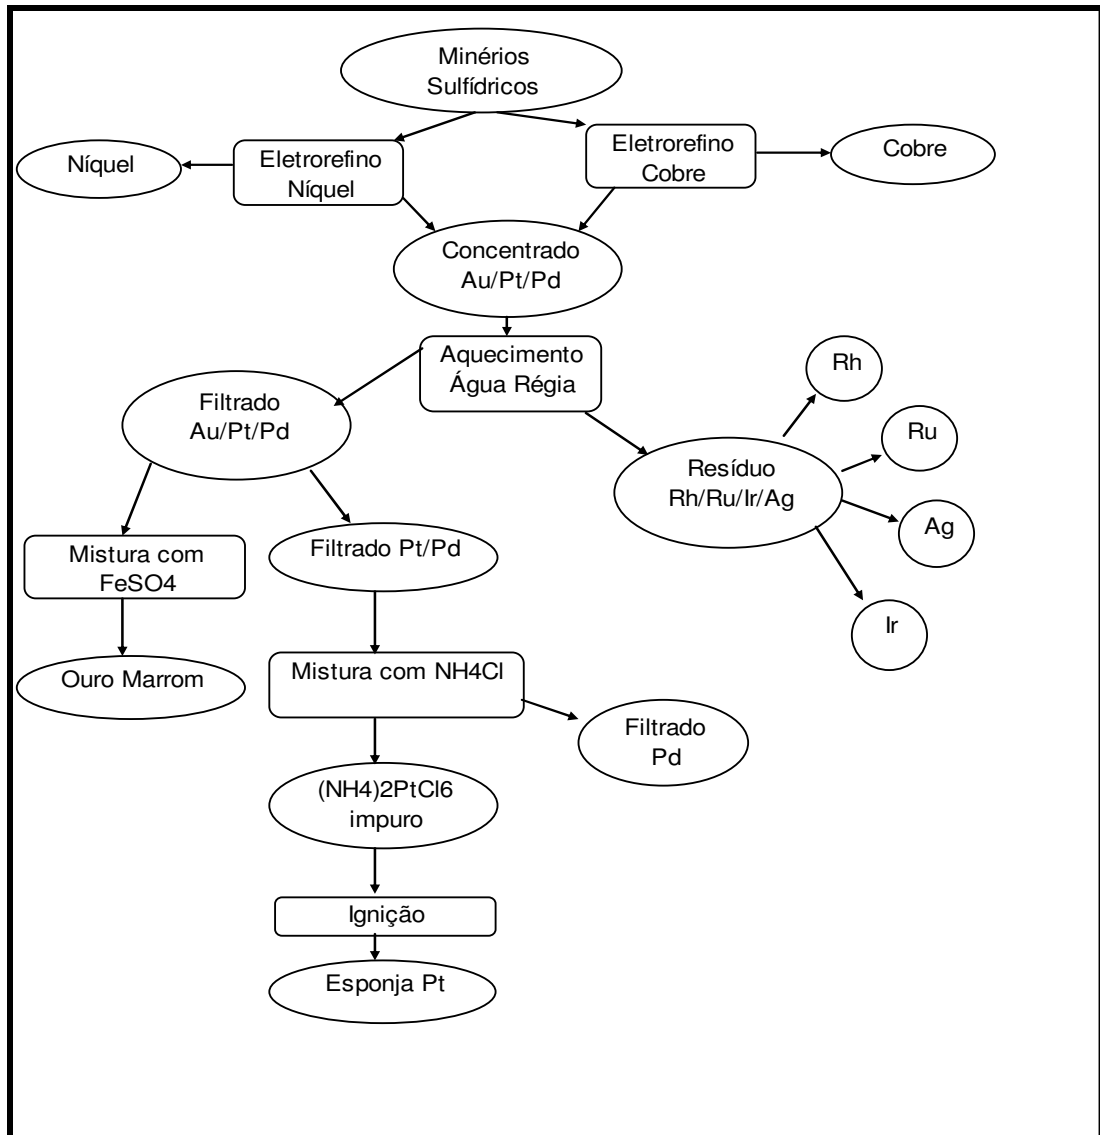 Minérios
Sulfídricos
Níquel
Eletrorefino
Níquel
Eletrorefino
Cobre
Cobre
Concentrado
Au/Pt/Pd
Aquecimento
Água Régia
Filtrado
Au/Pt/Pd
Resíduo
Rh/Ru/Ir/Ag
Rh
Ru
Ag
Ir
Mistura com
FeSO4
Filtrado Pt/Pd
Ouro Marrom
Mistura com NH4Cl
Filtrado
Pd
(NH4)2PtCl6
impuro
Ignição
Esponja Pt